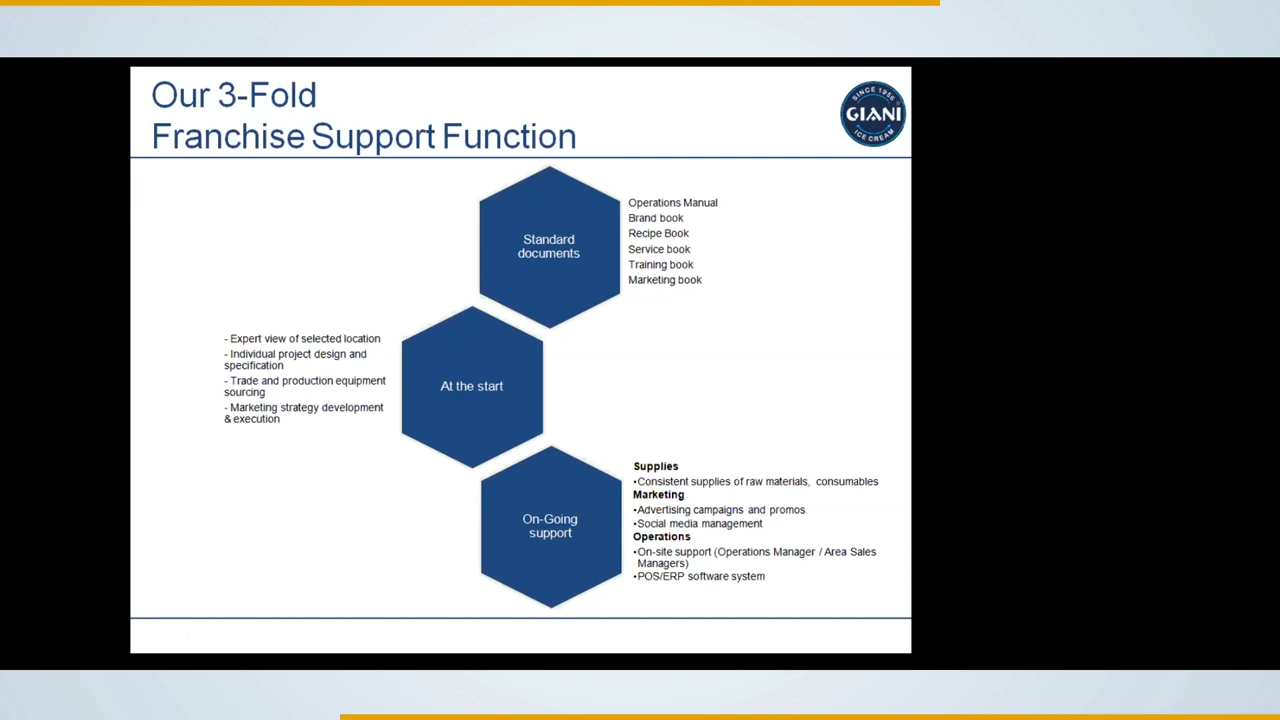 Our 3-Fold
Franchise Support Function
SINCE 1956
GIANI
ICE CREAM
Standard
documents
Operations Manual
Brand book
Recipe Book
Service book
Training book
Marketing book
- Expert view of selected location
- Individual project design and
specification
- Trade and production equipment
sourcing
- Marketing strategy development
& execution
At the start
On-Going
support
Supplies
•Consistent supplies of raw materials, consumables
Marketing
•Advertising campaigns and promos
•Social media management
Operations
•On-site support (Operations Manager / Area Sales
Managers)
•POS/ERP software system